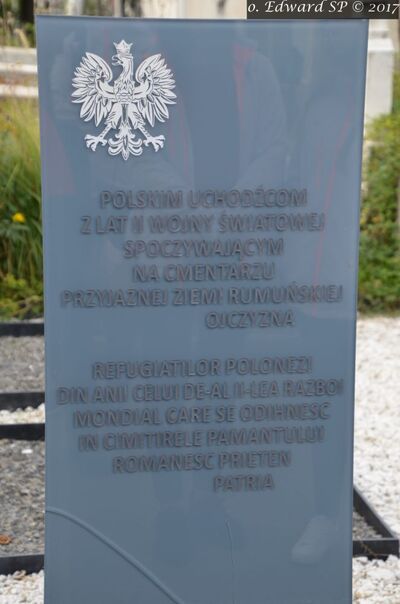 o. Edward SP © 2017
POLSKIM UCHODŹCOM
Z LAT II WOJNY ŚWIATOWEJ
SPOCZYWAJĄCYM
NA CMENTARZU
PRZYJAZNEJ ZIEMI RUMUŃSKIEJ
OJCZYZNA
REFUGIATILOR POLONEZI
DIN ANII CELUI DE-AL II-LEA RAZBOI
MONDIAL CARE SE ODIHNESC
IN CIMITIRELE PAMANTULUI
ROMANESC PRIETEN
PATRIA